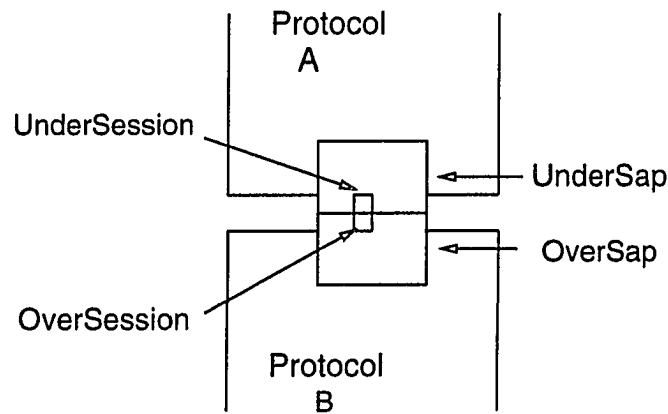 Protocol
A
UnderSession
UnderSap
OverSap
OverSession
Protocol
B